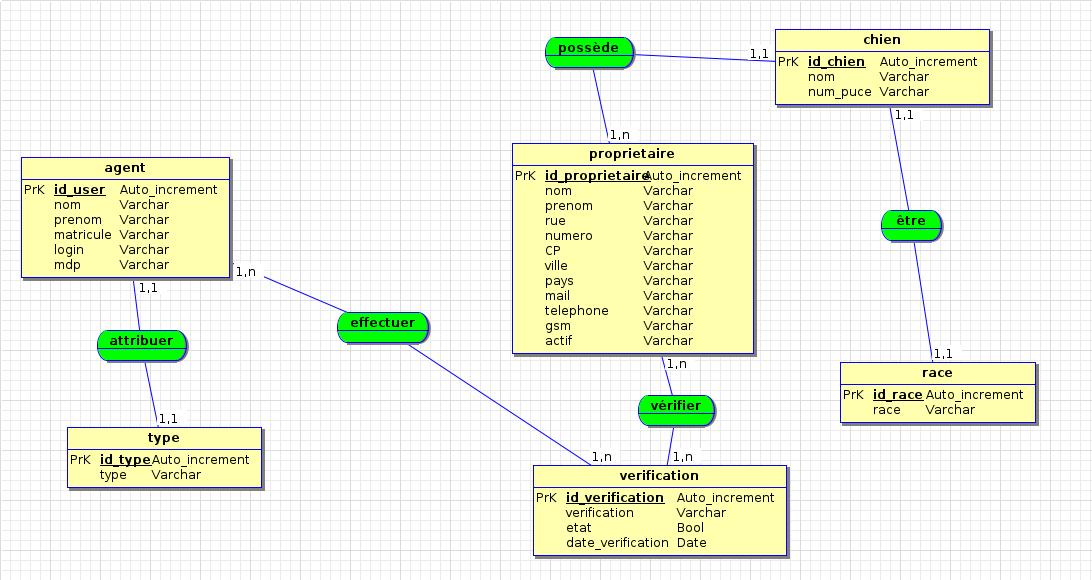 possède
1,1
chien
PrK id_chien Auto_increment
nom Varchar
num_puce Varchar
1,1
1,n
proprietaire
PrK id_proprietaire Auto_increment
nom Varchar
prenom Varchar
rue Varchar
numero Varchar
CP Varchar
ville Varchar
pays Varchar
mail Varchar
telephone Varchar
gsm Varchar
actif Varchar
agent
PrK id_user Auto_increment
nom Varchar
prenom Varchar
matricule Varchar
login Varchar
mdp Varchar
être
1,n
1,1
effectuer
attribuer
1,1
1,n
1,1
race
PrK id_race Auto_increment
race Varchar
vérifier
type
PrK id_type Auto_increment
type Varchar
1,n
1,n
verification
PrK id_verification Auto_increment
verification Varchar
etat Bool
date_verification Date